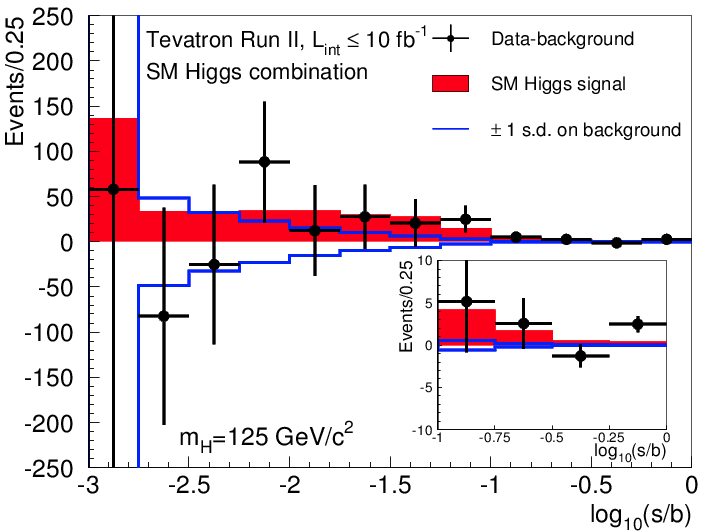 Events/0.25
250
200
150
100
50
0
-50
-100
-150
-200
-250
Tevatron Run II, L_int ≤ 10 fb^-1
SM Higgs combination
Data-background
SM Higgs signal
± 1 s.d. on background
m_H=125 GeV/c^2
Events/0.25
10
5
0
-5
-10
-1 -0.75 -0.5 -0.25 0
log_10(s/b)
-3 -2.5 -2 -1.5 -1 -0.5 0
log_10(s/b)